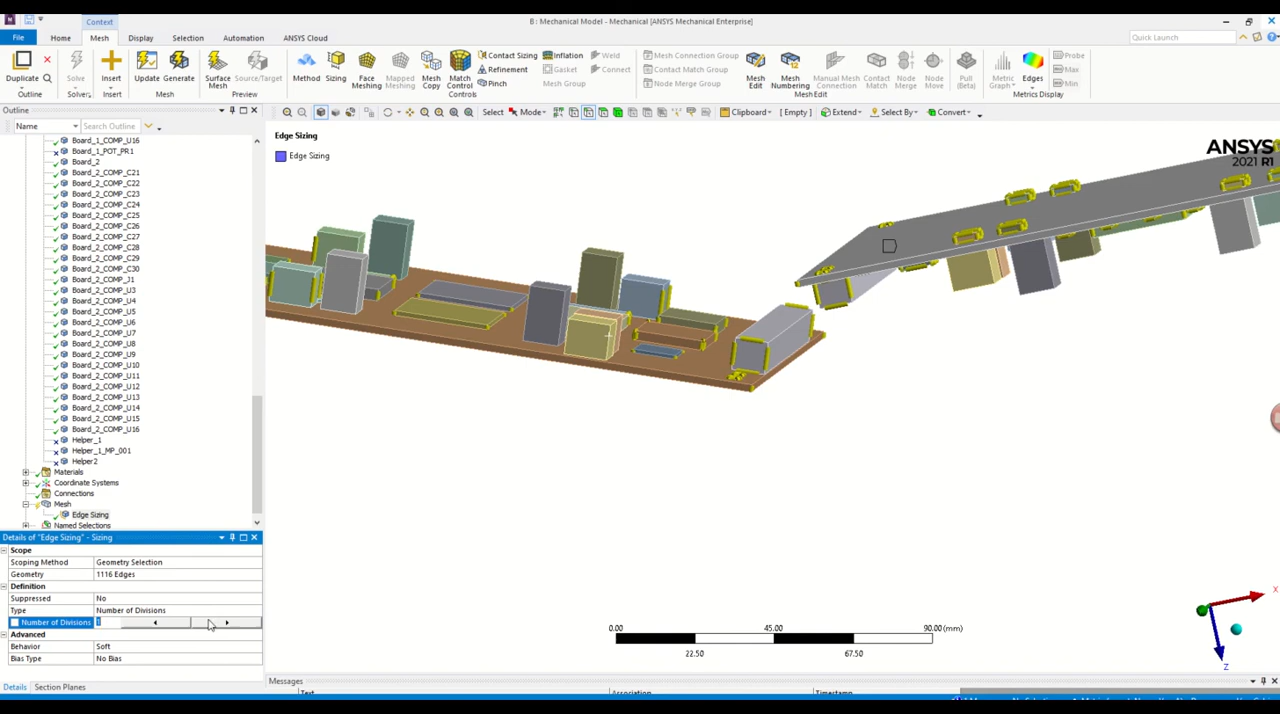 Context
B : Mechanical Model - Mechanical [ANSYS Mechanical Enterprise]
File Home Mesh Display Selection Automation ANSYS Cloud
Quick Launch
Duplicate
Outline
Solve
Solver
Insert
Insert
Update Generate
Mesh
Surface Mesh Source/Target
Preview
Method Sizing Face Meshing Mapped Meshing Mesh Copy Match Control
Contact Sizing
Refinement
Pinch
Inflation
Gasket
Mesh Group
Weld
Connect
Controls
Mesh Connection Group
Contact Match Group
Node Merge Group
Mesh Edit Mesh Numbering Manual Mesh Connection Contact Match Node Merge Node Move
Mesh Edit
Pull (Beta)
Metric Graph Edges
Probe
Max
Min
Metrics Display
Outline
Select Mode Clipboard [ Empty ] Extend Select By Convert
Name Search Outline
Board_1_COMP_U16
Board_1_POT_PR1
Board_2
Board_2_COMP_C21
Board_2_COMP_C22
Board_2_COMP_C23
Board_2_COMP_C24
Board_2_COMP_C25
Board_2_COMP_C26
Board_2_COMP_C27
Board_2_COMP_C28
Board_2_COMP_C29
Board_2_COMP_C30
Board_2_COMP_J1
Board_2_COMP_U3
Board_2_COMP_U4
Board_2_COMP_U5
Board_2_COMP_U6
Board_2_COMP_U7
Board_2_COMP_U8
Board_2_COMP_U9
Board_2_COMP_U10
Board_2_COMP_U11
Board_2_COMP_U12
Board_2_COMP_U13
Board_2_COMP_U14
Board_2_COMP_U15
Board_2_COMP_U16
Helper_1
Helper_1_MP_001
Helper2
Materials
Coordinate Systems
Connections
Mesh
Edge Sizing
Named Selections
Details of "Edge Sizing" - Sizing
Scope
Scoping Method Geometry Selection
Geometry 1116 Edges
Definition
Suppressed No
Type Number of Divisions
Number of Divisions
Advanced
Behavior Soft
Bias Type No Bias
Details Section Planes
Edge Sizing
Edge Sizing
ANSYS
2021 R1
0.00 45.00 90.00 (mm)
22.50 67.50
X
Z
Messages
Text Association Timestamp